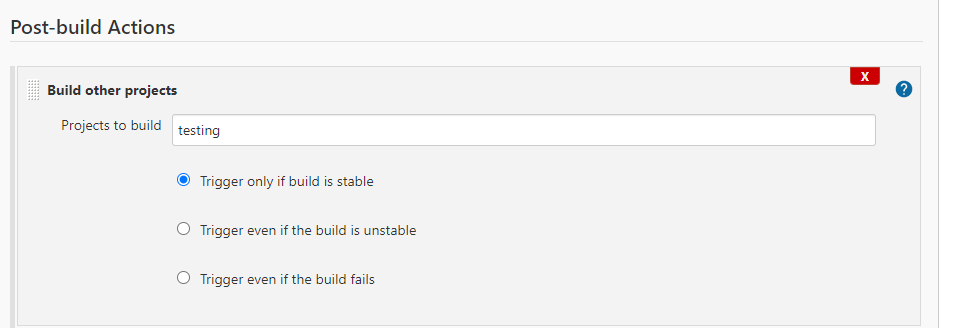 Post-build Actions
X
Build other projects
?
Projects to build testing
Trigger only if build is stable
Trigger even if the build is unstable
Trigger even if the build fails